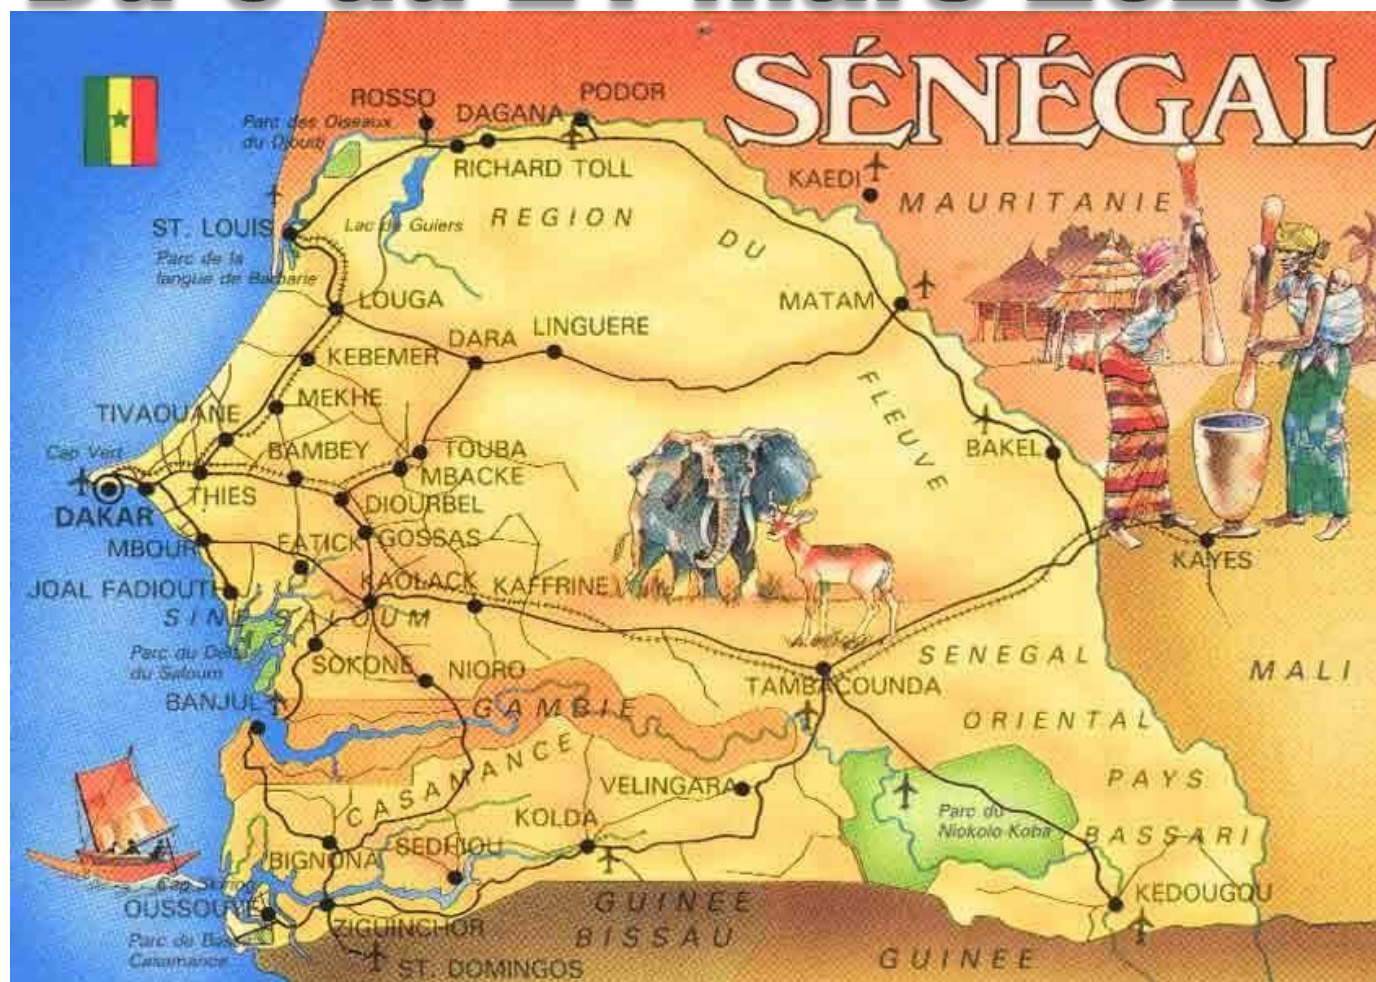 SÉNÉGAL
ROSSO
DAGANA
PODOR
Parc des Oiseaux
du Djoudj
RICHARD TOLL
KAEDI
MAURITANIE
REGION
DU
FLEUVE
ST. LOUIS
Lac de Guiers
Parc de la
langue de Barbarie
LOUGA
MATAM
DARA
LINGUERE
KEBEMER
MEKHE
TIVAOUANE
BAMBEY
TOUBA
BAKEL
Cap Vert
MBACKE
THIES
DIOURBEL
DAKAR
MBOUR
FATICK
GOSSAS
KAYES
JOAL FADIOUTH
KAOLACK
KAFFRINE
SINE SALOUM
Parc du Delta
du Saloum
SOKONE
NIORO
SENEGAL
ORIENTAL
MALI
TAMBACOUNDA
BANJUL
GAMBIE
CASAMANCE
VELINGARA
PAYS
BASSARI
KOLDA
Parc du
Niokolo Koba
BIGNONA
SEDHIOU
Cap Skiring
OUSSOUYE
KEDOUGOU
GUINEE
BISSAU
ZIGUINCHOR
Parc de Basse
Casamance
ST. DOMINGOS
GUINEE